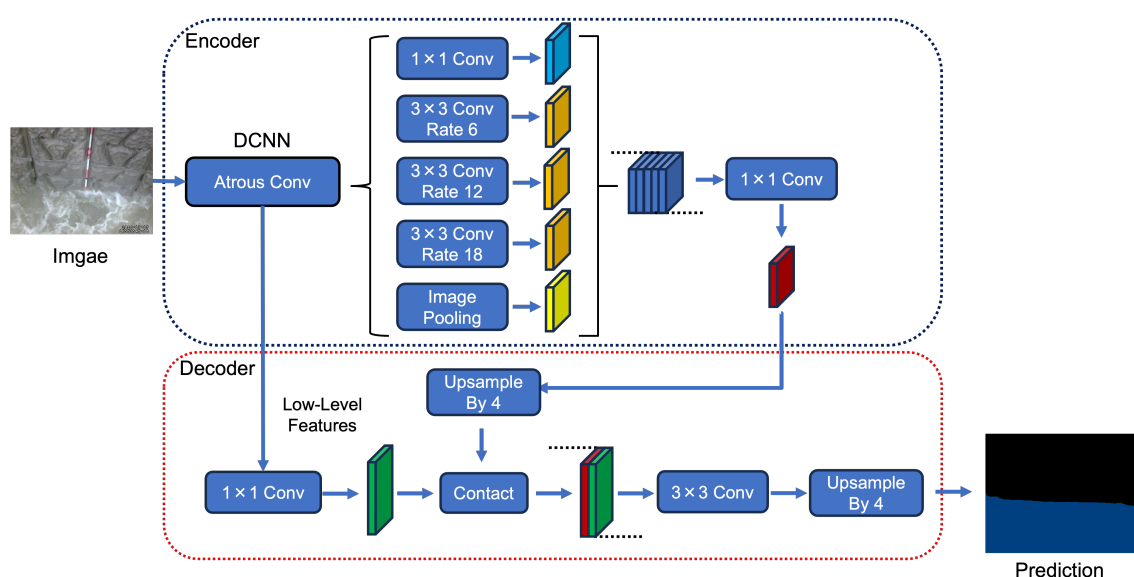 Encoder
1×1 Conv
3×3 Conv
Rate 6
DCNN
Atrous Conv
3×3 Conv
Rate 12
1×1 Conv
3×3 Conv
Rate 18
Imgae
Image
Pooling
Decoder
Upsample
By 4
Low-Level
Features
1×1 Conv
Contact
3×3 Conv
Upsample
By 4
Prediction